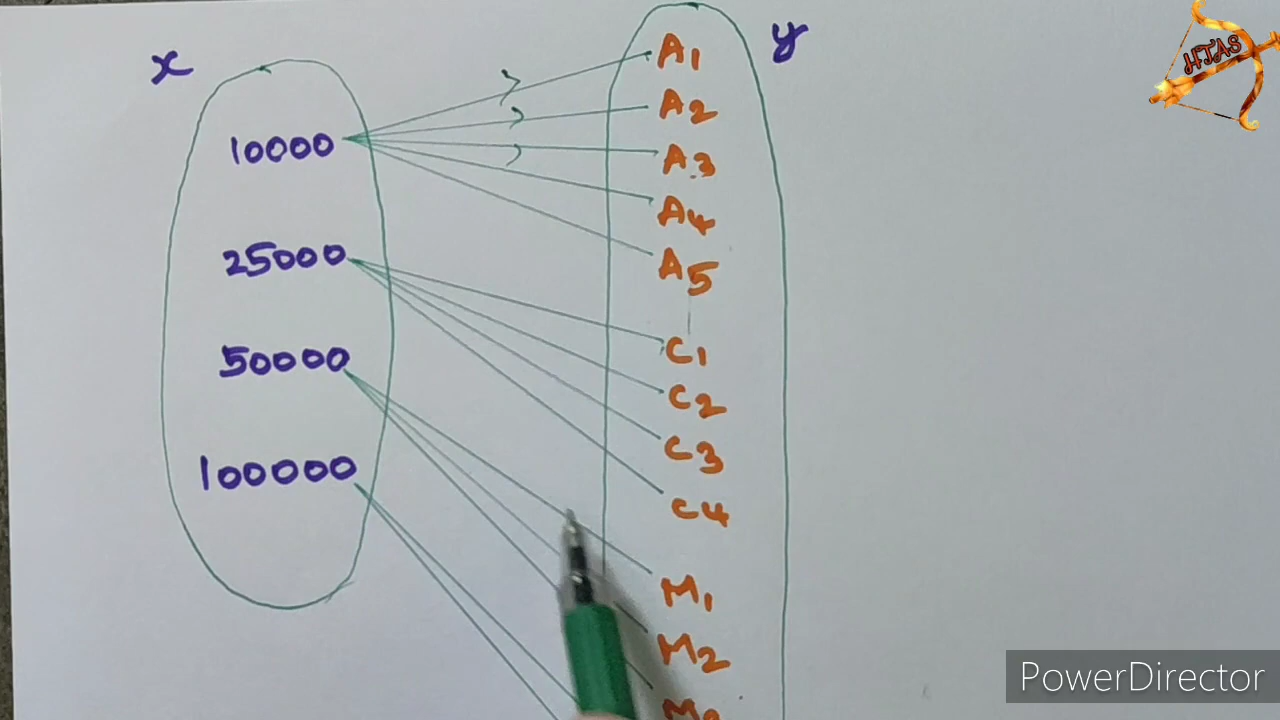 x
y
10000
25000
50000
100000
A1
A2
A3
A4
A5
C1
C2
C3
C4
M1
M2
HTAS
PowerDirector